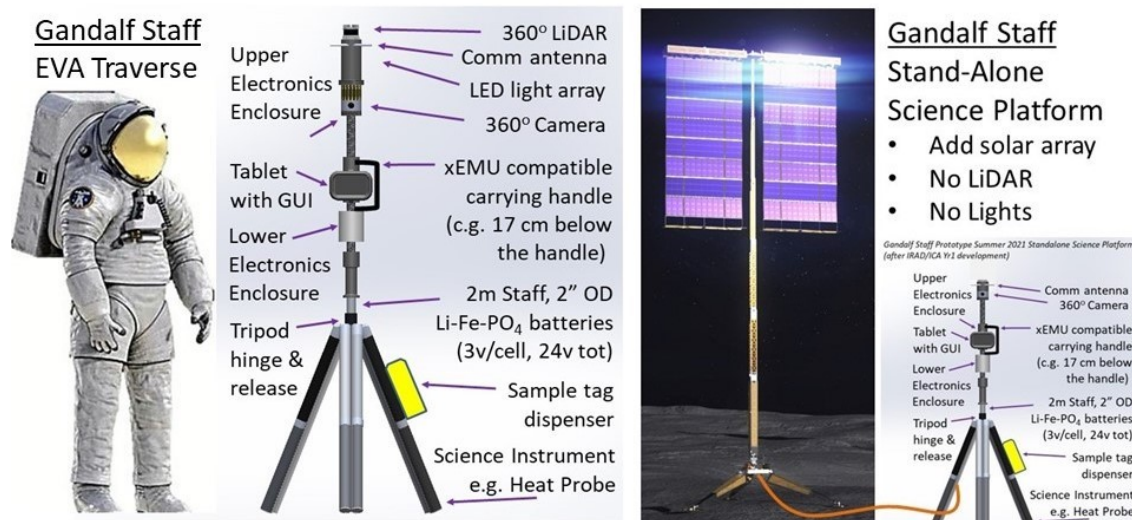 Gandalf Staff
EVA Traverse
Upper
Electronics
Enclosure
Tablet
with GUI
Lower
Electronics
Enclosure
Tripod
hinge &
release
360° LiDAR
Comm antenna
LED light array
360° Camera
xEMU compatible
carrying handle
(c.g. 17 cm below
the handle)
2m Staff, 2” OD
Li-Fe-PO₄ batteries
(3v/cell, 24v tot)
Sample tag
dispenser
Science Instrument
e.g. Heat Probe
Gandalf Staff
Stand-Alone
Science Platform
• Add solar array
• No LiDAR
• No Lights
Gandalf Staff Prototype Summer 2021 Standalone Science Platform
(after IRAD/ICA Yr1 development)
Upper
Electronics
Enclosure
Tablet
with GUI
Lower
Electronics
Enclosure
Tripod
hinge &
release
Comm antenna
360° Camera
xEMU compatible
carrying handle
(c.g. 17 cm below
the handle)
2m Staff, 2” OD
Li-Fe-PO₄ batteries
(3v/cell, 24v tot)
Sample tag
dispenser
Science Instrument
e.g. Heat Probe